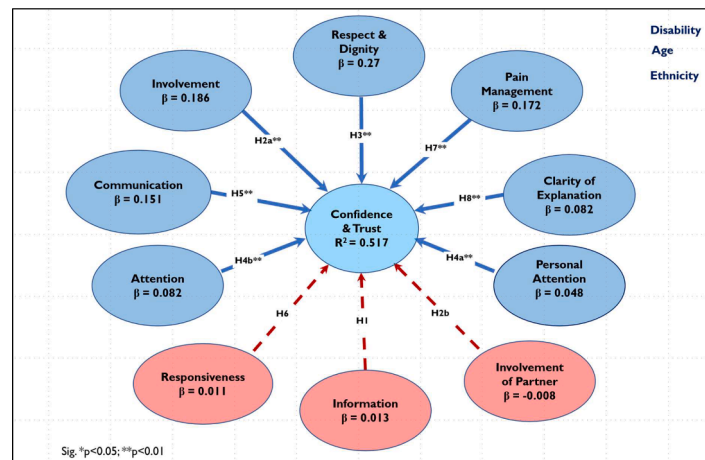 Respect &
Dignity
β = 0.27
Disability
Age
Ethnicity
Involvement
β = 0.186
Pain
Management
β = 0.172
H2a**
H3**
H7**
Communication
β = 0.151
H5**
Confidence
& Trust
R² = 0.517
H8**
Clarity of
Explanation
β = 0.082
Attention
β = 0.082
H4b**
H4a**
Personal
Attention
β = 0.048
H6
H1
H2b
Responsiveness
β = 0.011
Information
β = 0.013
Involvement
of Partner
β = -0.008
Sig. *p<0.05; **p<0.01